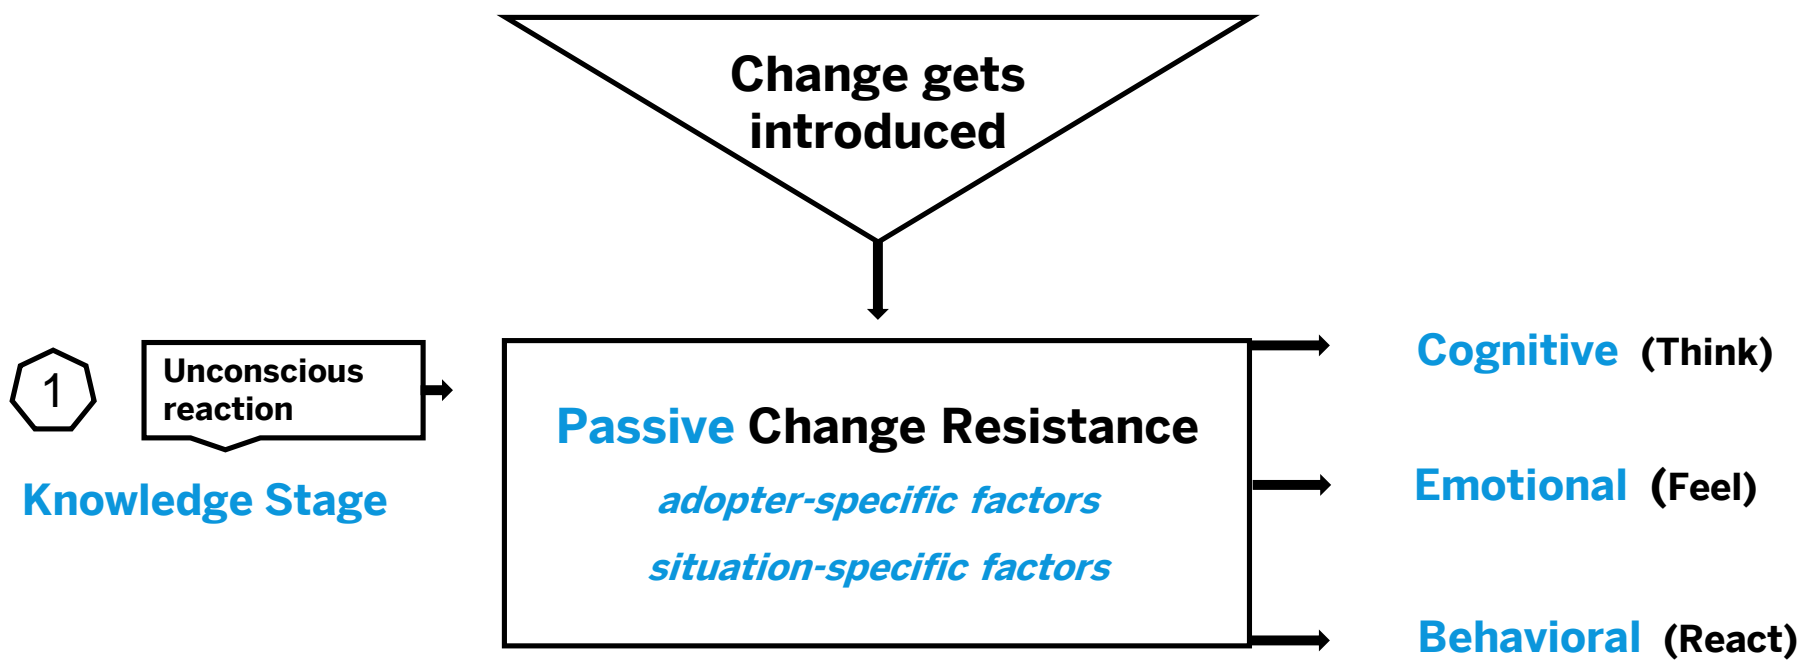 Change gets
introduced
1
Unconscious
reaction
Knowledge Stage
Passive Change Resistance
adopter-specific factors
situation-specific factors
Cognitive (Think)
Emotional (Feel)
Behavioral (React)